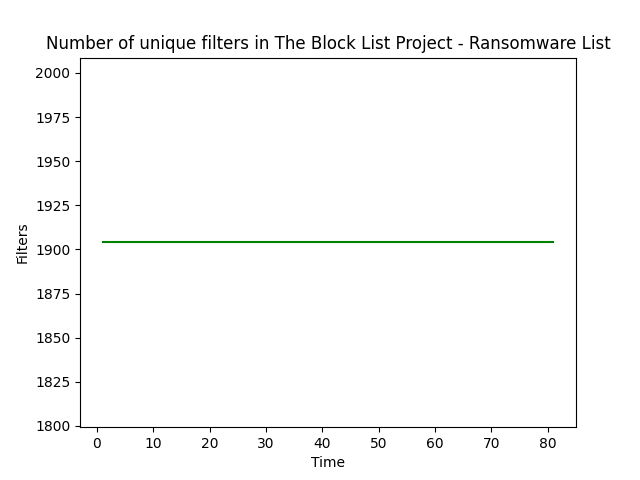 Number of unique filters in The Block List Project - Ransomware List
2000
1975
1950
1925
1900
1875
1850
1825
1800
Filters
0 10 20 30 40 50 60 70 80
Time